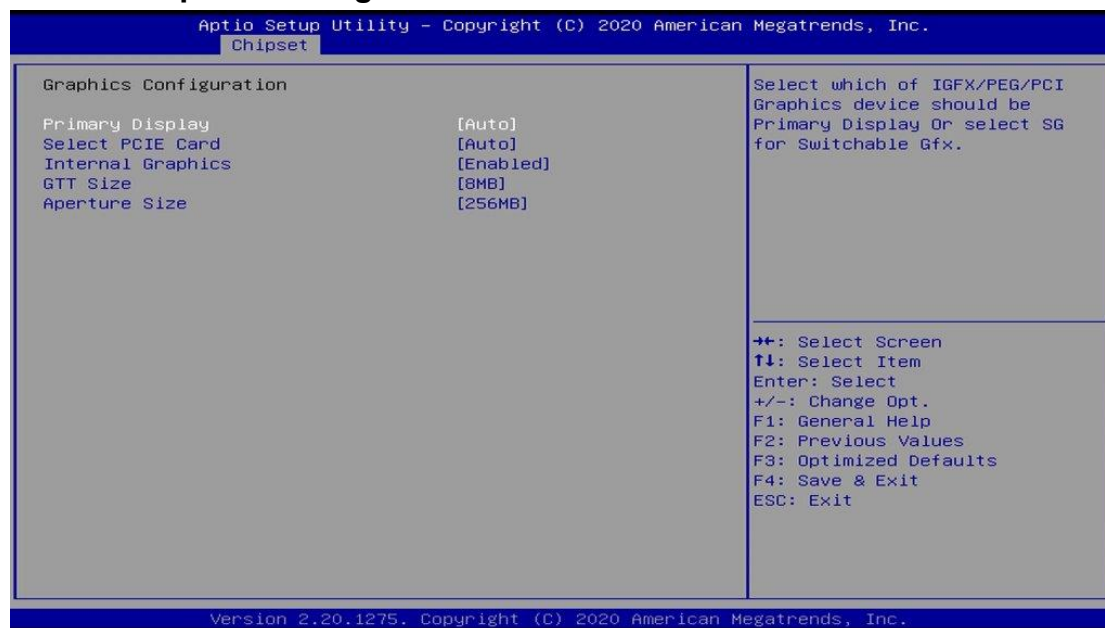 Aptio Setup Utility – Copyright (C) 2020 American Megatrends, Inc.
Chipset
Graphics Configuration
Primary Display [Auto]
Select PCIE Card [Auto]
Internal Graphics [Enabled]
GTT Size [8MB]
Aperture Size [256MB]
Select which of IGFX/PEG/PCI
Graphics device should be
Primary Display Or select SG
for Switchable Gfx.
→←: Select Screen
↑↓: Select Item
Enter: Select
+/-: Change Opt.
F1: General Help
F2: Previous Values
F3: Optimized Defaults
F4: Save & Exit
ESC: Exit
Version 2.20.1275. Copyright (C) 2020 American Megatrends, Inc.